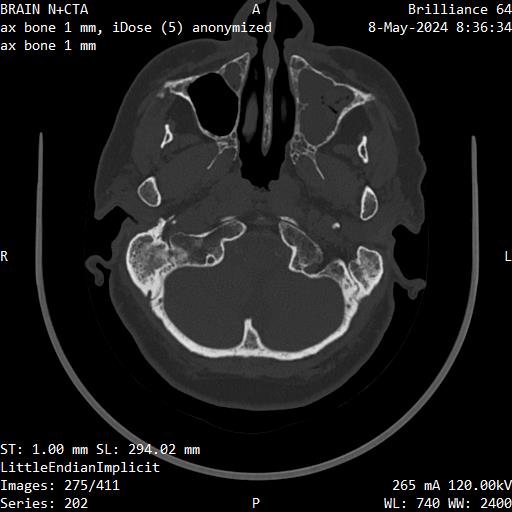 BRAIN N+CTA
ax bone 1 mm, iDose (5) anonymized
ax bone 1 mm
A
Brilliance 64
8-May-2024 8:36:34
R
L
ST: 1.00 mm SL: 294.02 mm
LittleEndianImplicit
Images: 275/411
Series: 202
P
265 mA 120.00kV
WL: 740 WW: 2400